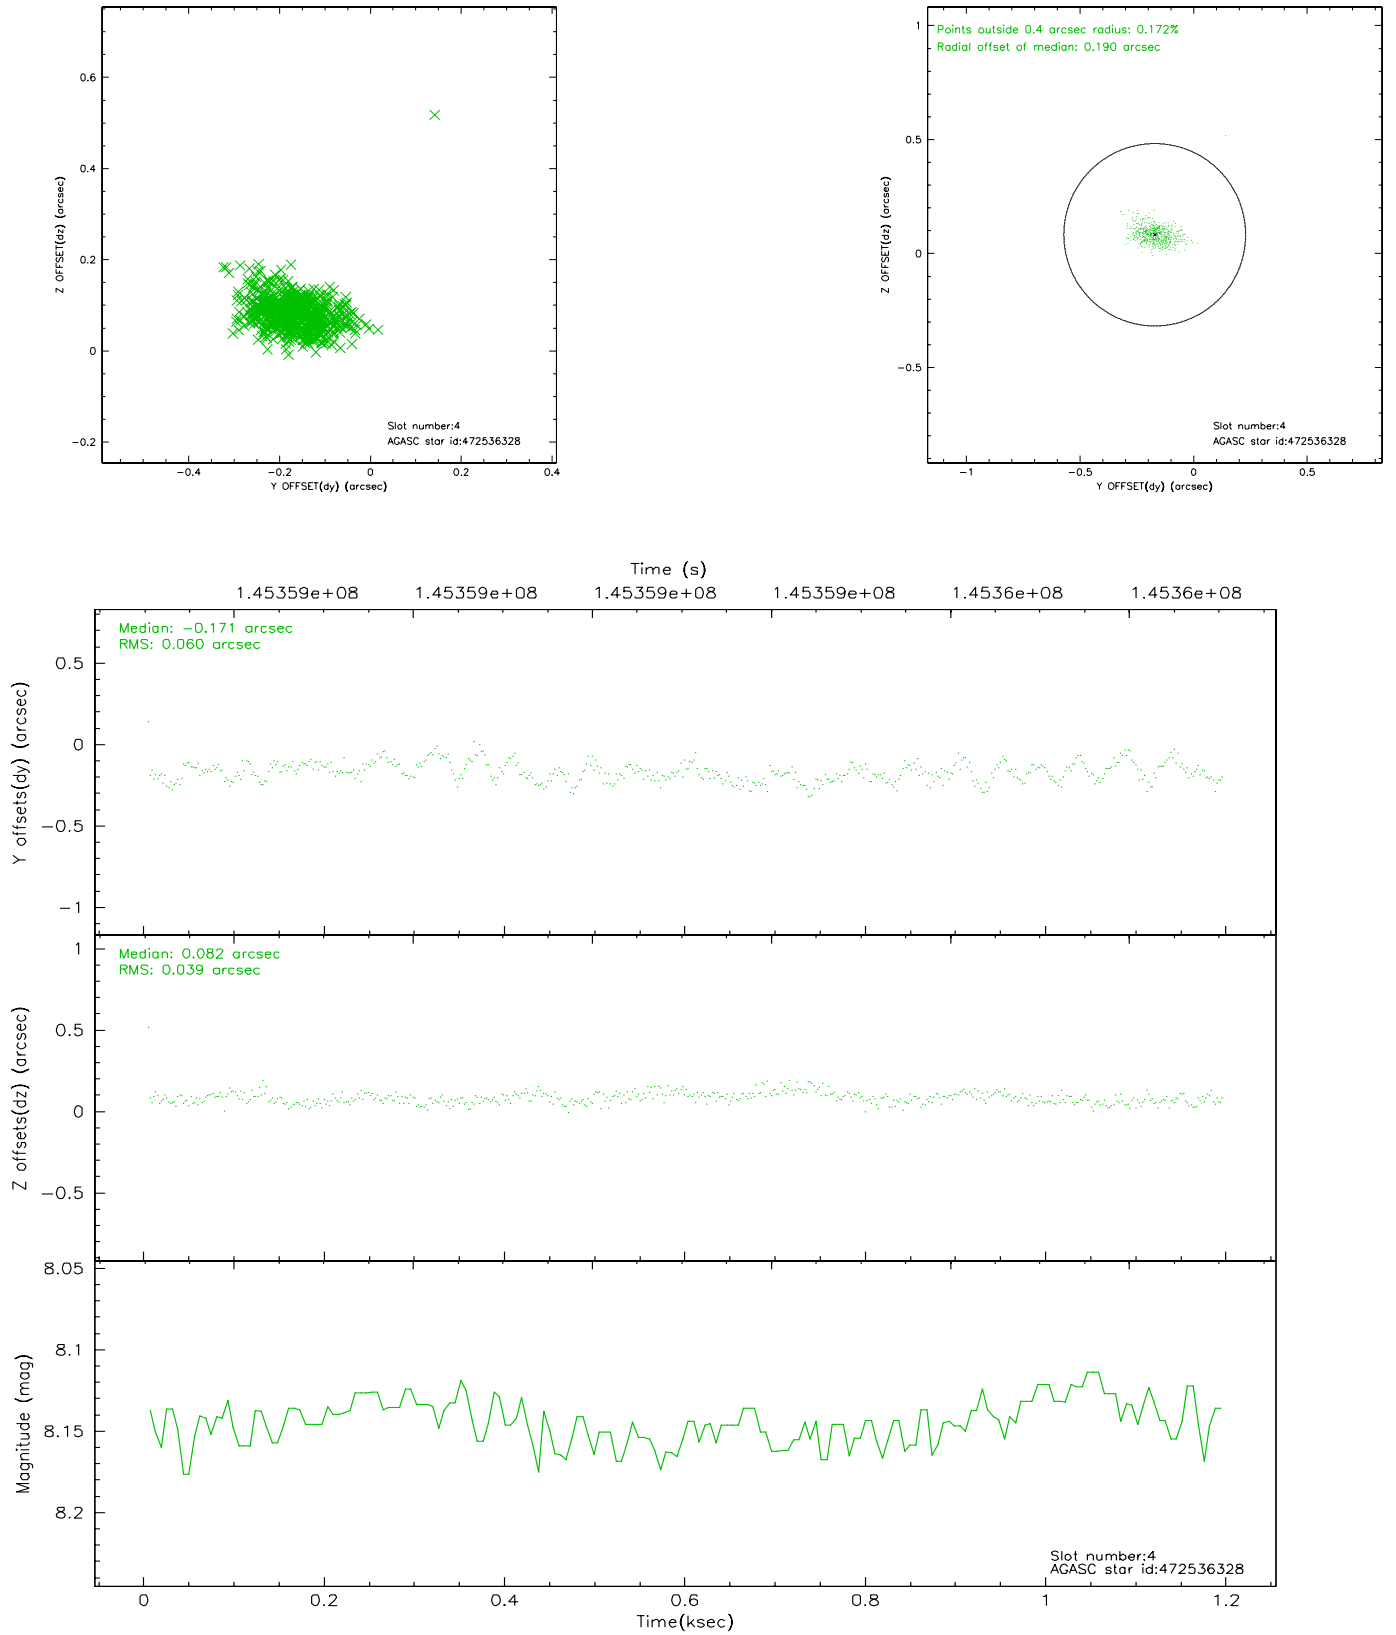 0.6
0.4
0.2
0
−0.2
Z OFFSET(dz) (arcsec)
Slot number:4
AGASC star id:472536328
−0.4 −0.2 0 0.2 0.4
Y OFFSET(dy) (arcsec)
Points outside 0.4 arcsec radius: 0.172%
Radial offset of median: 0.190 arcsec
1
0.5
0
−0.5
Z OFFSET(dz) (arcsec)
Slot number:4
AGASC star id:472536328
−1 −0.5 0 0.5
Y OFFSET(dy) (arcsec)
Time (s)
1.45359e+08 1.45359e+08 1.45359e+08 1.45359e+08 1.4536e+08 1.4536e+08
Median: −0.171 arcsec
RMS: 0.060 arcsec
0.5
0
−0.5
−1
Y offsets(dy) (arcsec)
Median: 0.082 arcsec
RMS: 0.039 arcsec
1
0.5
0
−0.5
Z offsets(dz) (arcsec)
8.05
8.1
8.15
8.2
Magnitude (mag)
Slot number:4
AGASC star id:472536328
0 0.2 0.4 0.6 0.8 1 1.2
Time(ksec)